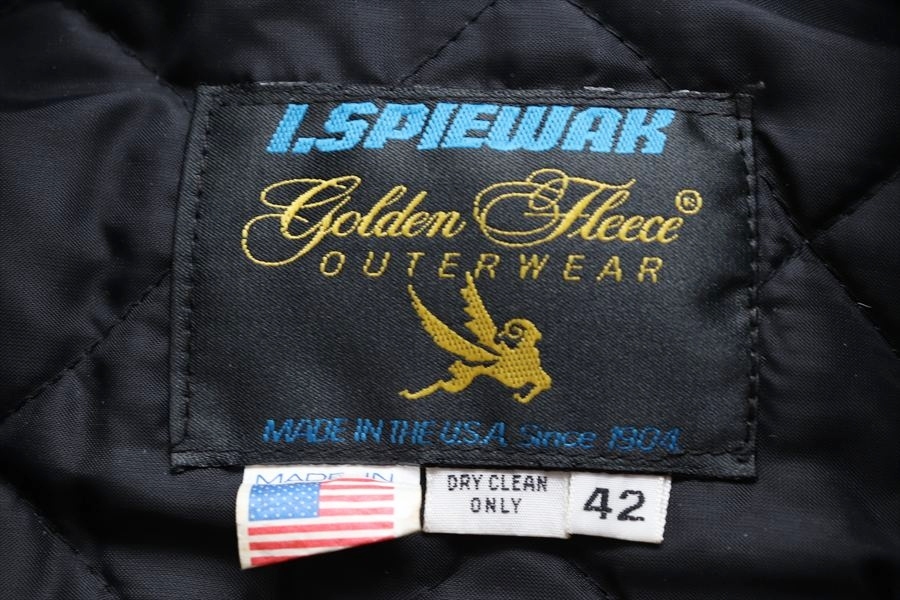 I.SPIEWAK
Golden Fleece®
OUTERWEAR
MADE IN THE U.S.A. Since 1904.
MADE IN
DRY CLEAN
ONLY
42